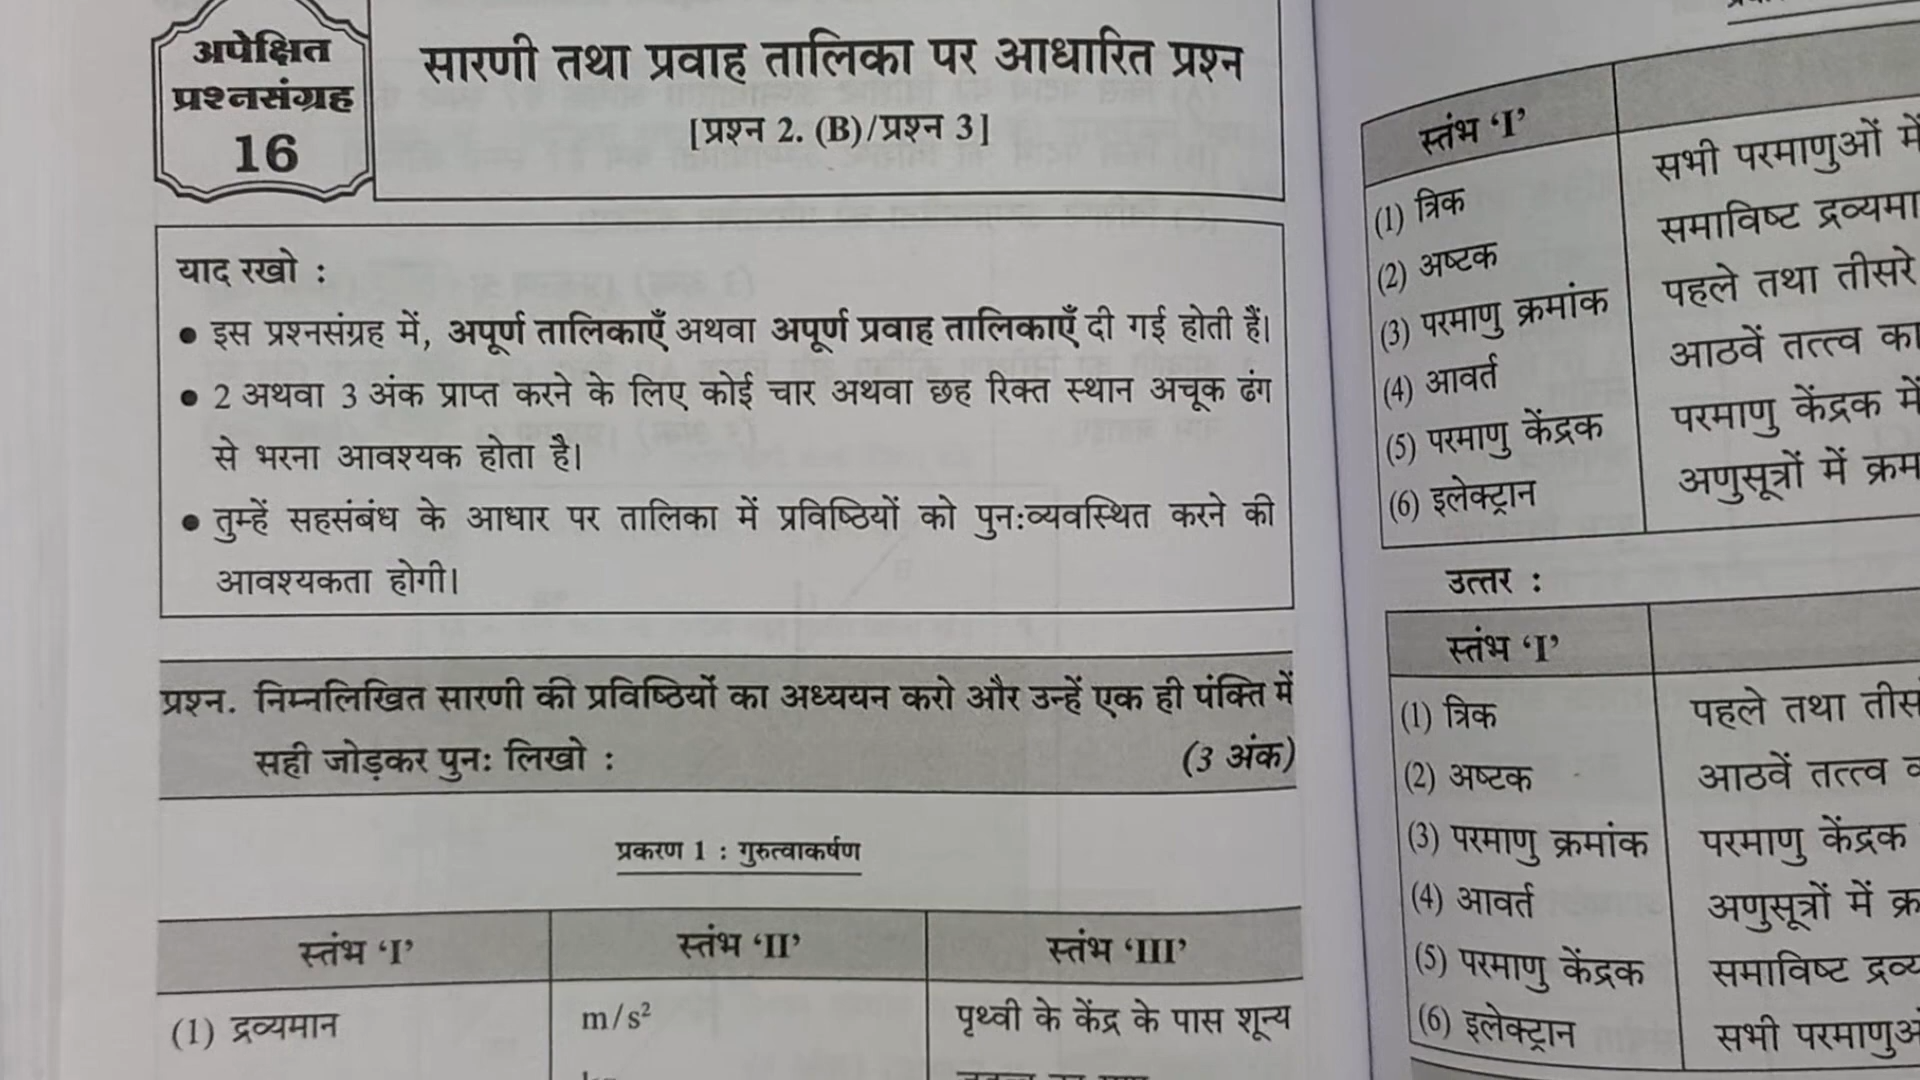 अपेक्षित
प्रश्नसंग्रह
16
सारणी तथा प्रवाह तालिका पर आधारित प्रश्न
[प्रश्न 2. (B)/प्रश्न 3]
याद रखो :
● इस प्रश्नसंग्रह में, अपूर्ण तालिकाएँ अथवा अपूर्ण प्रवाह तालिकाएँ दी गई होती हैं।
● 2 अथवा 3 अंक प्राप्त करने के लिए कोई चार अथवा छह रिक्त स्थान अचूक ढंग
से भरना आवश्यक होता है।
● तुम्हें सहसंबंध के आधार पर तालिका में प्रविष्ठियों को पुन:व्यवस्थित करने की
आवश्यकता होगी।
प्रश्न. निम्नलिखित सारणी की प्रविष्ठियों का अध्ययन करो और उन्हें एक ही पंक्ति में
सही जोड़कर पुन: लिखो : (3 अंक)
प्रकरण 1 : गुरुत्वाकर्षण
स्तंभ ‘I’ स्तंभ ‘II’ स्तंभ ‘III’
(1) द्रव्यमान m/s² पृथ्वी के केंद्र के पास शून्य
स्तंभ ‘I’
(1) त्रिक सभी परमाणुओं में
(2) अष्टक समाविष्ट द्रव्यमा
(3) परमाणु क्रमांक पहले तथा तीसरे
(4) आवर्त आठवें तत्त्व का
(5) परमाणु केंद्रक परमाणु केंद्रक में
(6) इलेक्ट्रान अणुसूत्रों में क्रम
उत्तर :
स्तंभ ‘I’
(1) त्रिक पहले तथा तीस
(2) अष्टक आठवें तत्त्व
(3) परमाणु क्रमांक परमाणु केंद्रक
(4) आवर्त अणुसूत्रों में क्र
(5) परमाणु केंद्रक समाविष्ट द्रव्य
(6) इलेक्ट्रान सभी परमाणुओ